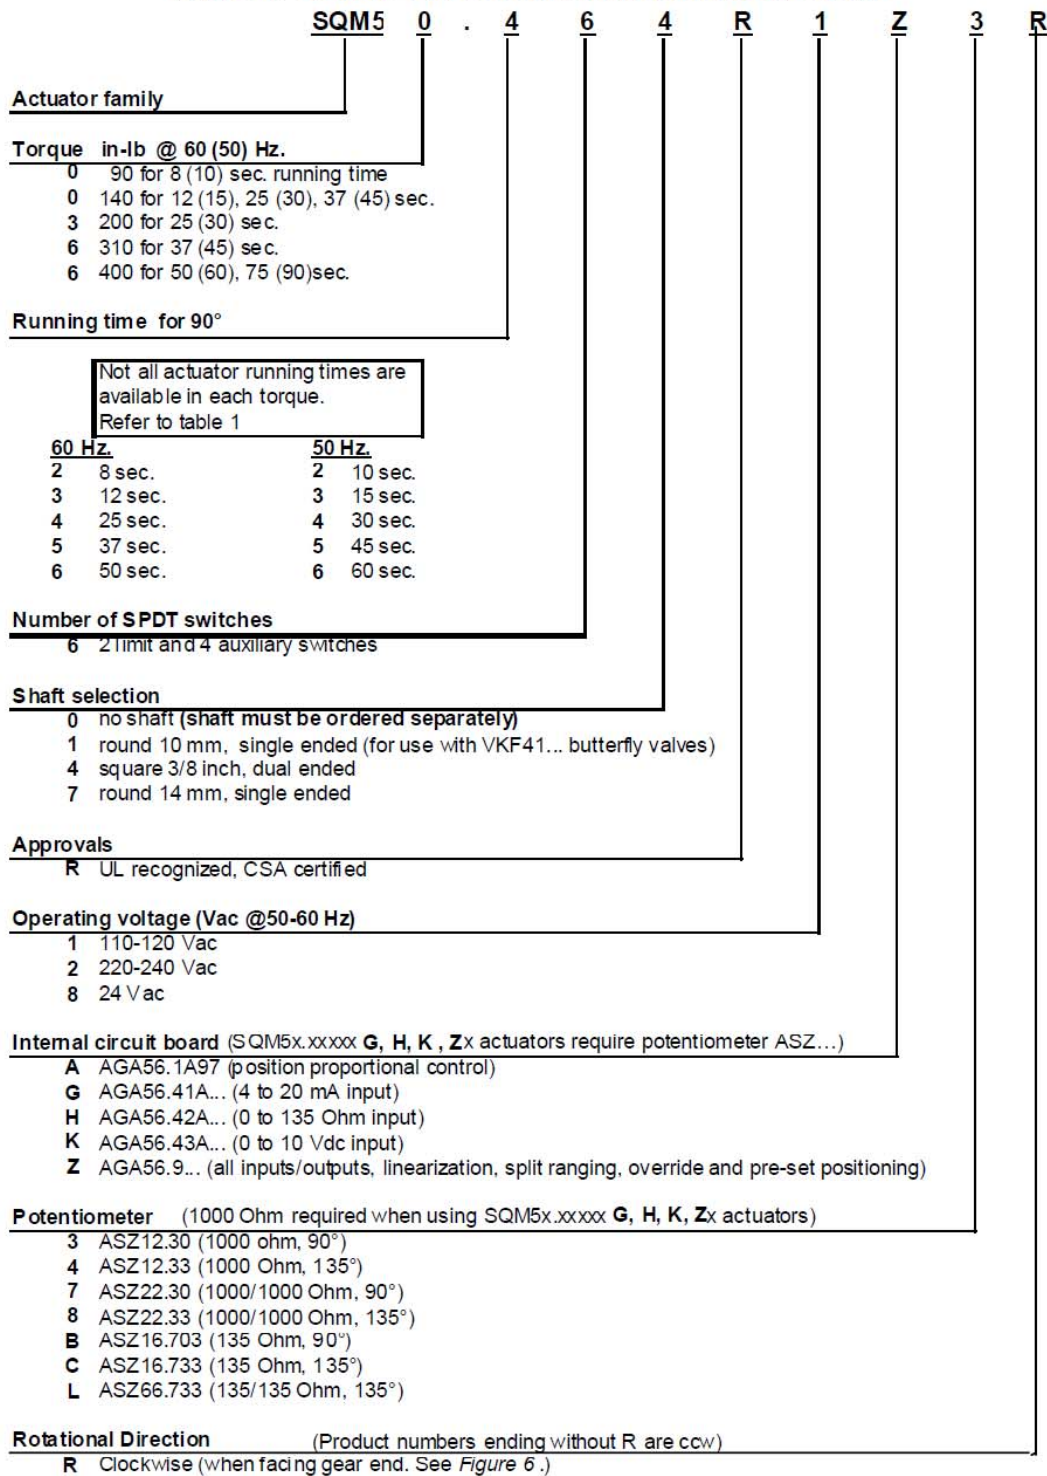 SQM5 0 . 4 6 4 R 1 Z 3 R
Actuator family
Torque in-lb @ 60 (50) Hz.
0 90 for 8 (10) sec. running time
0 140 for 12 (15), 25 (30), 37 (45) sec.
3 200 for 25 (30) sec.
6 310 for 37 (45) sec.
6 400 for 50 (60), 75 (90)sec.
Running time for 90°
Not all actuator running times are
available in each torque.
Refer to table 1
60 Hz. 50 Hz.
2 8 sec. 2 10 sec.
3 12 sec. 3 15 sec.
4 25 sec. 4 30 sec.
5 37 sec. 5 45 sec.
6 50 sec. 6 60 sec.
Number of SPDT switches
6 2 limit and 4 auxiliary switches
Shaft selection
0 no shaft (shaft must be ordered separately)
1 round 10 mm, single ended (for use with VKF41... butterfly valves)
4 square 3/8 inch, dual ended
7 round 14 mm, single ended
Approvals
R UL recognized, CSA certified
Operating voltage (Vac @50-60 Hz)
1 110-120 Vac
2 220-240 Vac
8 24 Vac
Internal circuit board (SQM5x.xxxxx G, H, K , Zx actuators require potentiometer ASZ...)
A AGA56.1A97 (position proportional control)
G AGA56.41A... (4 to 20 mA input)
H AGA56.42A... (0 to 135 Ohm input)
K AGA56.43A... (0 to 10 Vdc input)
Z AGA56.9... (all inputs/outputs, linearization, split ranging, override and pre-set positioning)
Potentiometer (1000 Ohm required when using SQM5x.xxxxx G, H, K, Zx actuators)
3 ASZ12.30 (1000 ohm, 90°)
4 ASZ12.33 (1000 Ohm, 135°)
7 ASZ22.30 (1000/1000 Ohm, 90°)
8 ASZ22.33 (1000/1000 Ohm, 135°)
B ASZ16.703 (135 Ohm, 90°)
C ASZ16.733 (135 Ohm, 135°)
L ASZ66.733 (135/135 Ohm, 135°)
Rotational Direction (Product numbers ending without R are ccw)
R Clockwise (when facing gear end. See Figure 6 .)